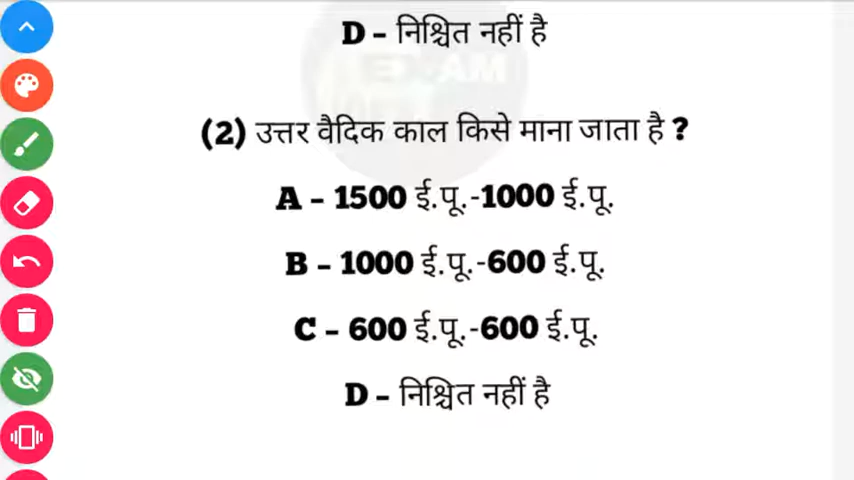 D – निश्चित नहीं है
(2) उत्तर वैदिक काल किसे माना जाता है ?
A – 1500 ई.पू.-1000 ई.पू.
B – 1000 ई.पू.-600 ई.पू.
C – 600 ई.पू.-600 ई.पू.
D – निश्चित नहीं है